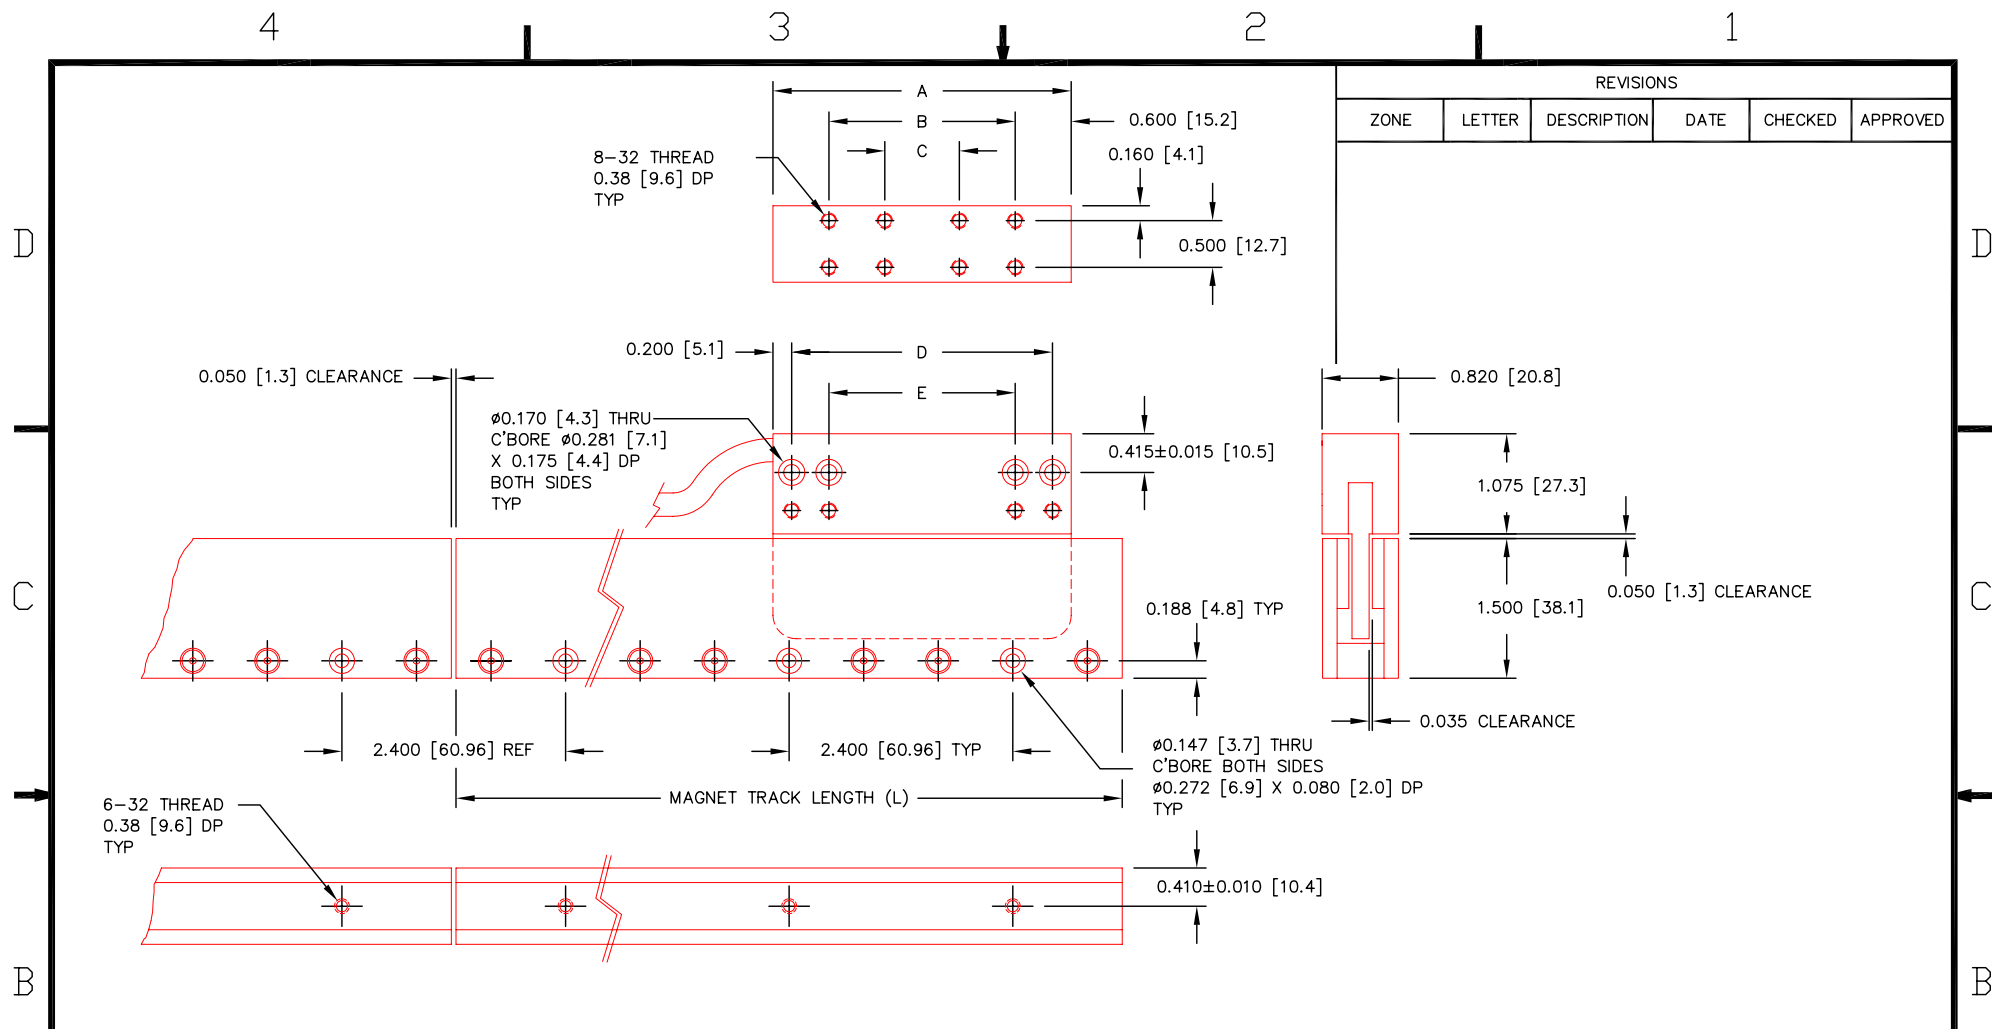 4 3 2 1
REVISIONS
ZONE LETTER DESCRIPTION DATE CHECKED APPROVED
A
B
C
0.600 [15.2]
0.160 [4.1]
8-32 THREAD
0.38 [9.6] DP
TYP
0.500 [12.7]
D D
0.200 [5.1]
D
0.050 [1.3] CLEARANCE
E
0.820 [20.8]
ø0.170 [4.3] THRU
C'BORE ø0.281 [7.1]
X 0.175 [4.4] DP
BOTH SIDES
TYP
0.415±0.015 [10.5]
1.075 [27.3]
0.050 [1.3] CLEARANCE
C C
0.188 [4.8] TYP
1.500 [38.1]
0.035 CLEARANCE
2.400 [60.96] REF
2.400 [60.96] TYP
ø0.147 [3.7] THRU
C'BORE BOTH SIDES
ø0.272 [6.9] X 0.080 [2.0] DP
TYP
MAGNET TRACK LENGTH (L)
6-32 THREAD
0.38 [9.6] DP
TYP
0.410±0.010 [10.4]
B B